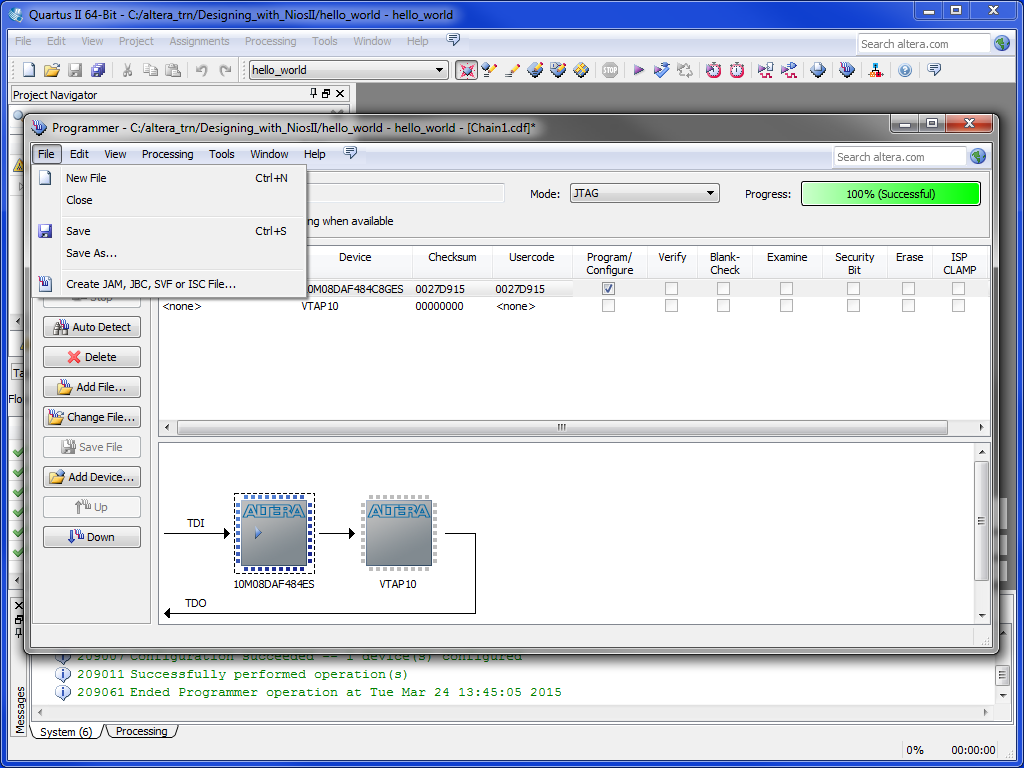 Quartus II 64-Bit - C:/altera_trn/Designing_with_NiosII/hello_world - hello_world
File Edit View Project Assignments Processing Tools Window Help
Search altera.com
hello_world
STOP
Project Navigator
Programmer - C:/altera_trn/Designing_with_NiosII/hello_world - hello_world - [Chain1.cdf]*
File Edit View Processing Tools Window Help
Search altera.com
New File Ctrl+N
Close
Save Ctrl+S
Save As...
Create JAM, JBC, SVF or ISC File...
Mode: JTAG Progress: 100% (Successful)
when available
Device Checksum Usercode Program/ Configure Verify Blank- Check Examine Security Bit Erase ISP CLAMP
10M08DAF484C8GES 0027D915 0027D915
<none> VTAP10 00000000 <none>
Stop
Auto Detect
Delete
Add File...
Change File...
Save File
Add Device...
Up
Down
TDI
ALTERA
ALTERA
10M08DAF484ES
VTAP10
TDO
209007 Configuration succeeded -- 1 device(s) configured
209011 Successfully performed operation(s)
209061 Ended Programmer operation at Tue Mar 24 13:45:05 2015
Messages
System (6) Processing
0% 00:00:00